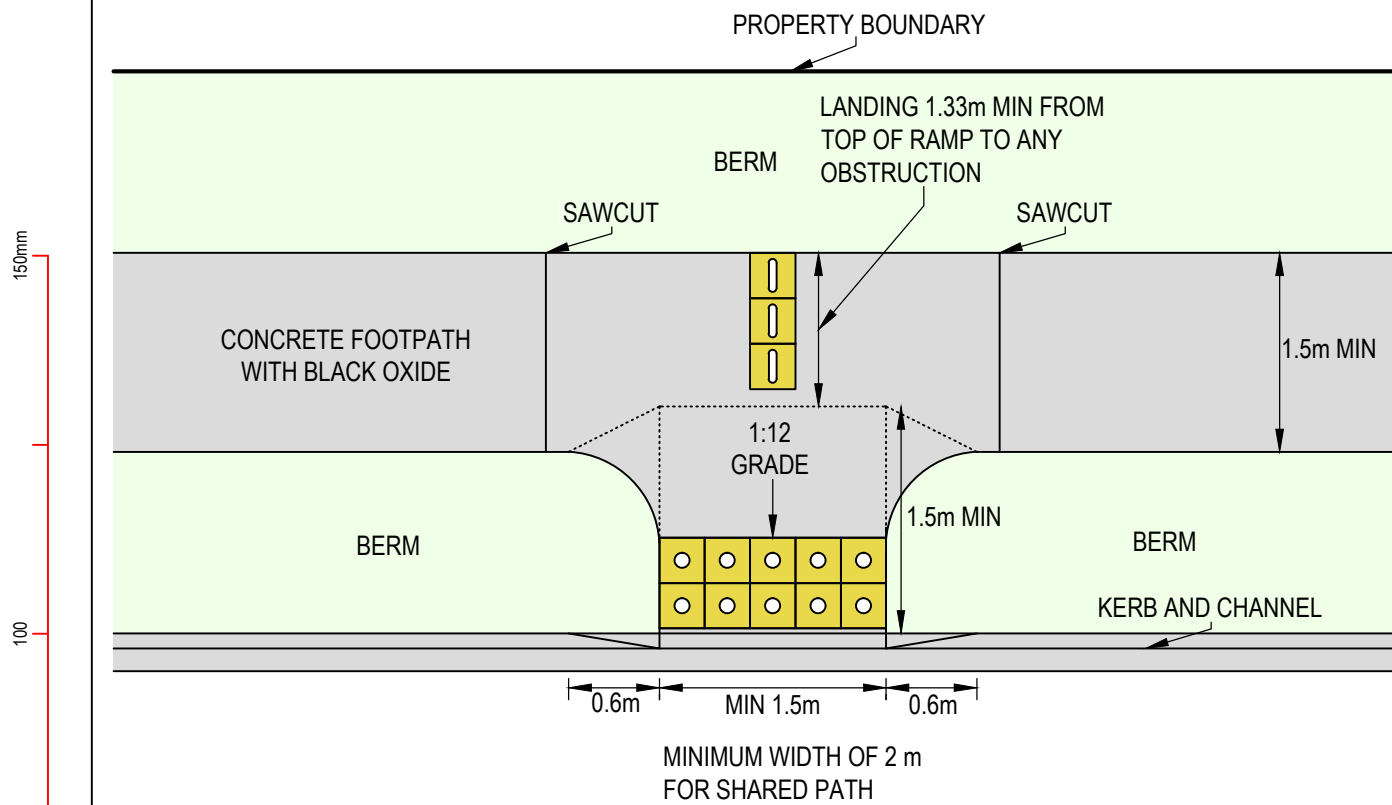 PROPERTY BOUNDARY
LANDING 1.33m MIN FROM
TOP OF RAMP TO ANY
OBSTRUCTION
BERM
SAWCUT
SAWCUT
150mm
CONCRETE FOOTPATH
WITH BLACK OXIDE
1.5m MIN
1:12
GRADE
1.5m MIN
BERM
BERM
KERB AND CHANNEL
100
0.6m
MIN 1.5m
0.6m
MINIMUM WIDTH OF 2 m
FOR SHARED PATH